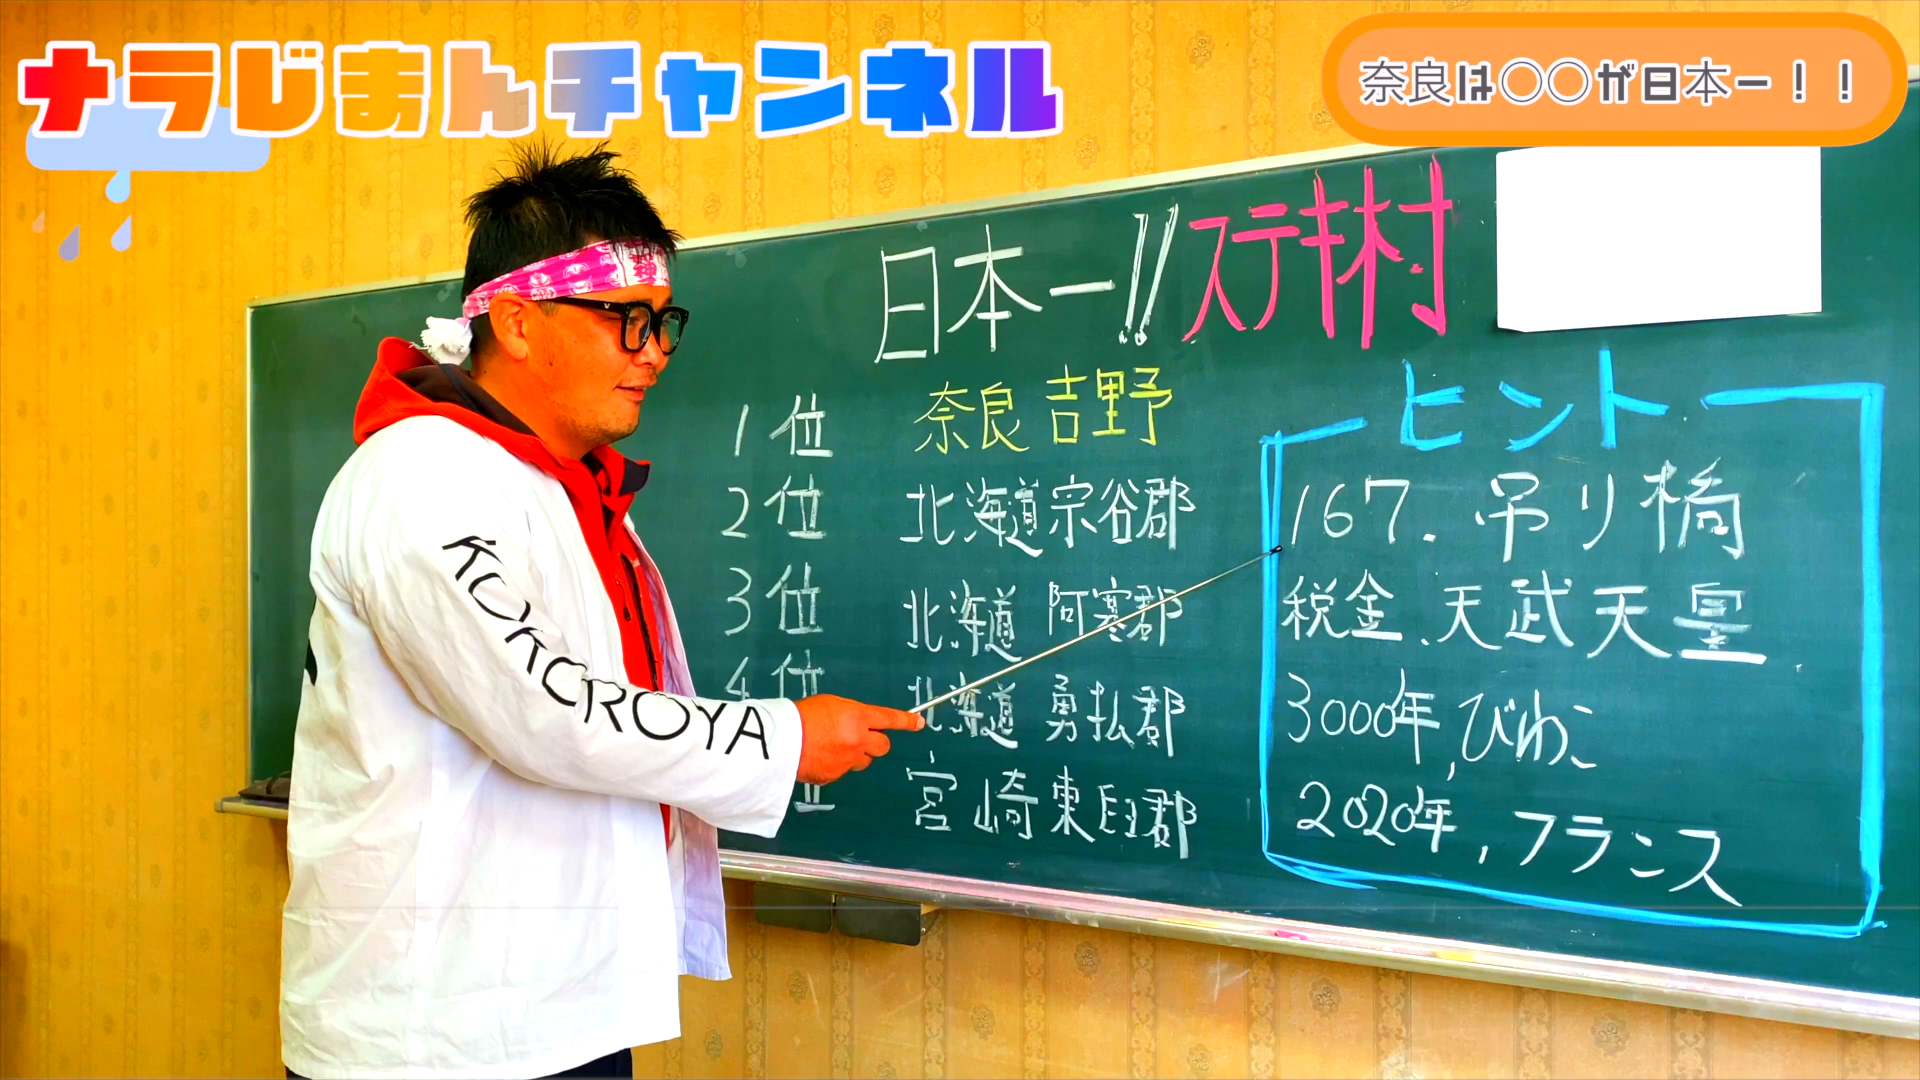 ナラじまんチャンネル
奈良は〇〇が日本一！！
日本一!!ステキ村
1位 奈良 吉野
2位 北海道宗谷郡
3位 北海道 阿寒郡
4位 北海道 勇払郡
位 宮崎東臼郡
ヒント
167. 吊り橋
税金、天武天皇
3000年, びわこ
2020年, フランス
KOKOROYA